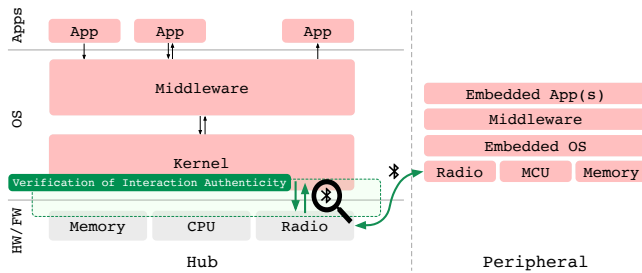 Apps
App App App
OS
Middleware
Kernel
Verification of Interaction Authenticity
HW/FW
Memory CPU Radio
Hub
Embedded App(s)
Middleware
Embedded OS
Radio MCU Memory
Peripheral